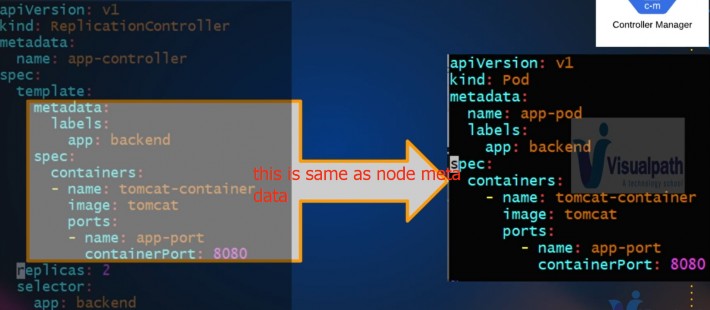 apiVersion: v1
kind: ReplicationController
metadata:
  name: app-controller
spec:
  template:
    metadata:
      labels:
        app: backend
    spec:
      containers:
      - name: tomcat-container
        image: tomcat
        ports:
        - name: app-port
          containerPort: 8080
  replicas: 2
  selector:
    app: backend
this is same as node meta
data
c-m
Controller Manager
apiVersion: v1
kind: Pod
metadata:
  name: app-pod
  labels:
    app: backend
spec:
  containers:
    - name: tomcat-container
      image: tomcat
      ports:
        - name: app-port
          containerPort: 8080
Visualpath